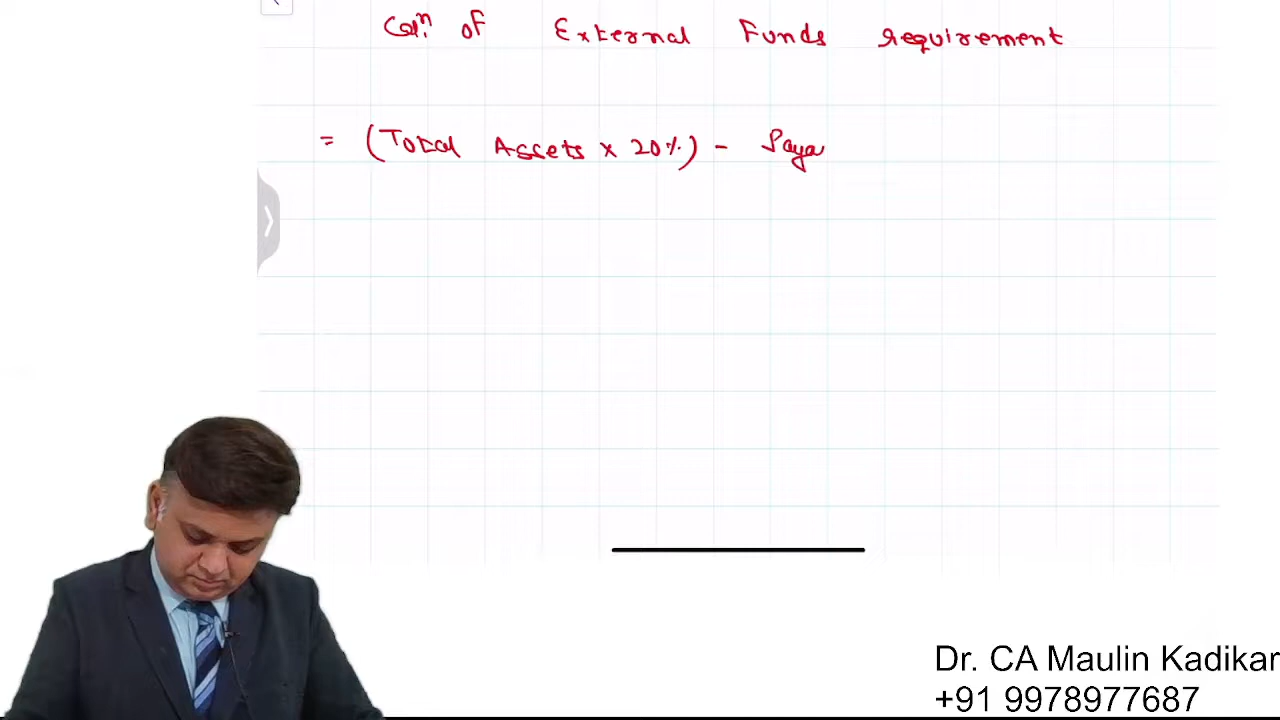 Calⁿ. of External Funds requirement
= (Total Assets x 20%) - Paya
Dr. CA Maulin Kadikar
+91 9978977687